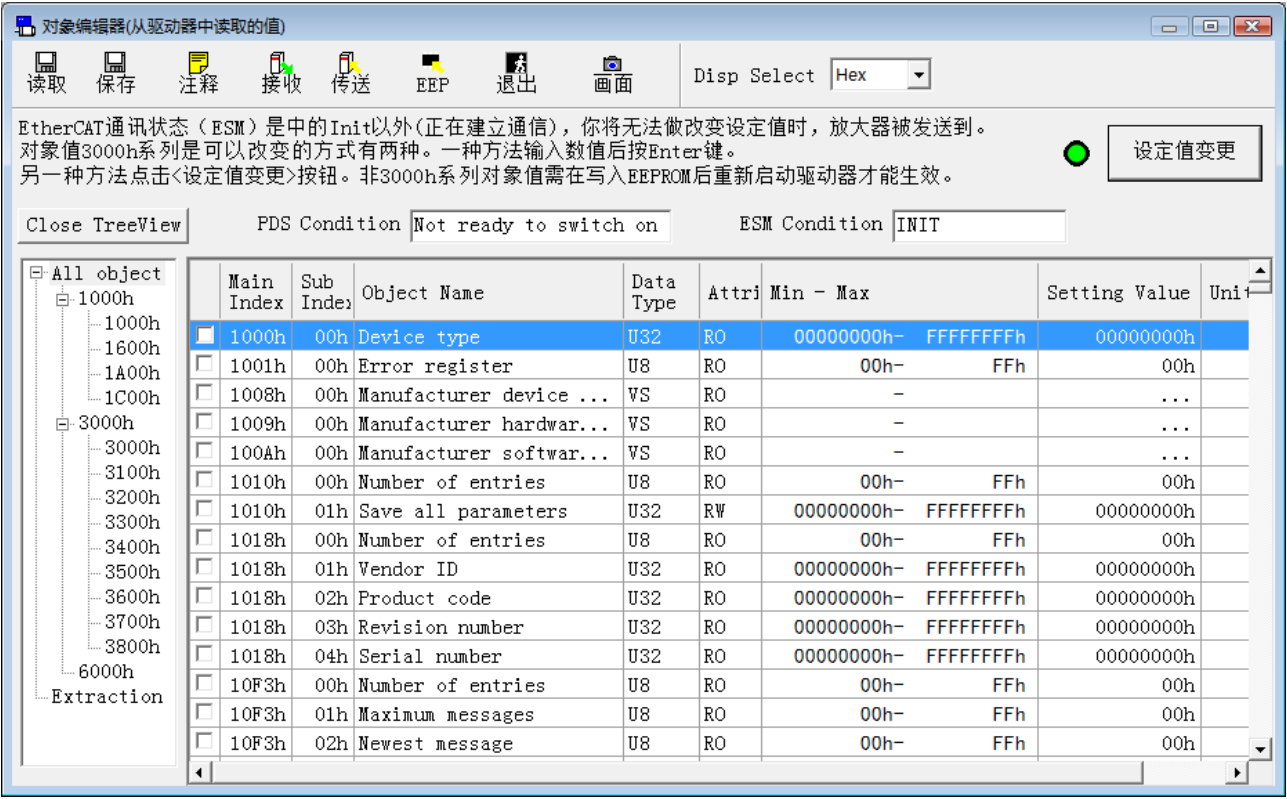 对象编辑器(从驱动器中读取的值)
读取 保存 注释 接收 传送 EEP 退出 画面 Disp Select Hex
EtherCAT通讯状态（ESM）是中的Init以外(正在建立通信)，你将无法做改变设定值时，放大器被发送到。
对象值3000h系列是可以改变的方式有两种。一种方法输入数值后按Enter键。
另一种方法点击<设定值变更>按钮。非3000h系列对象值需在写入EEPROM后重新启动驱动器才能生效。
设定值变更
Close TreeView PDS Condition Not ready to switch on ESM Condition INIT
All object
1000h
1000h
1600h
1A00h
1C00h
3000h
3000h
3100h
3200h
3300h
3400h
3500h
3600h
3700h
3800h
6000h
Extraction
Main Index Sub Index Object Name Data Type Attri Min - Max Setting Value Unit
1000h 00h Device type U32 RO 00000000h- FFFFFFFFh 00000000h
1001h 00h Error register U8 RO 00h- FFh 00h
1008h 00h Manufacturer device ... VS RO - ...
1009h 00h Manufacturer hardwar... VS RO - ...
100Ah 00h Manufacturer softwar... VS RO - ...
1010h 00h Number of entries U8 RO 00h- FFh 00h
1010h 01h Save all parameters U32 RW 00000000h- FFFFFFFFh 00000000h
1018h 00h Number of entries U8 RO 00h- FFh 00h
1018h 01h Vendor ID U32 RO 00000000h- FFFFFFFFh 00000000h
1018h 02h Product code U32 RO 00000000h- FFFFFFFFh 00000000h
1018h 03h Revision number U32 RO 00000000h- FFFFFFFFh 00000000h
1018h 04h Serial number U32 RO 00000000h- FFFFFFFFh 00000000h
10F3h 00h Number of entries U8 RO 00h- FFh 00h
10F3h 01h Maximum messages U8 RO 00h- FFh 00h
10F3h 02h Newest message U8 RO 00h- FFh 00h